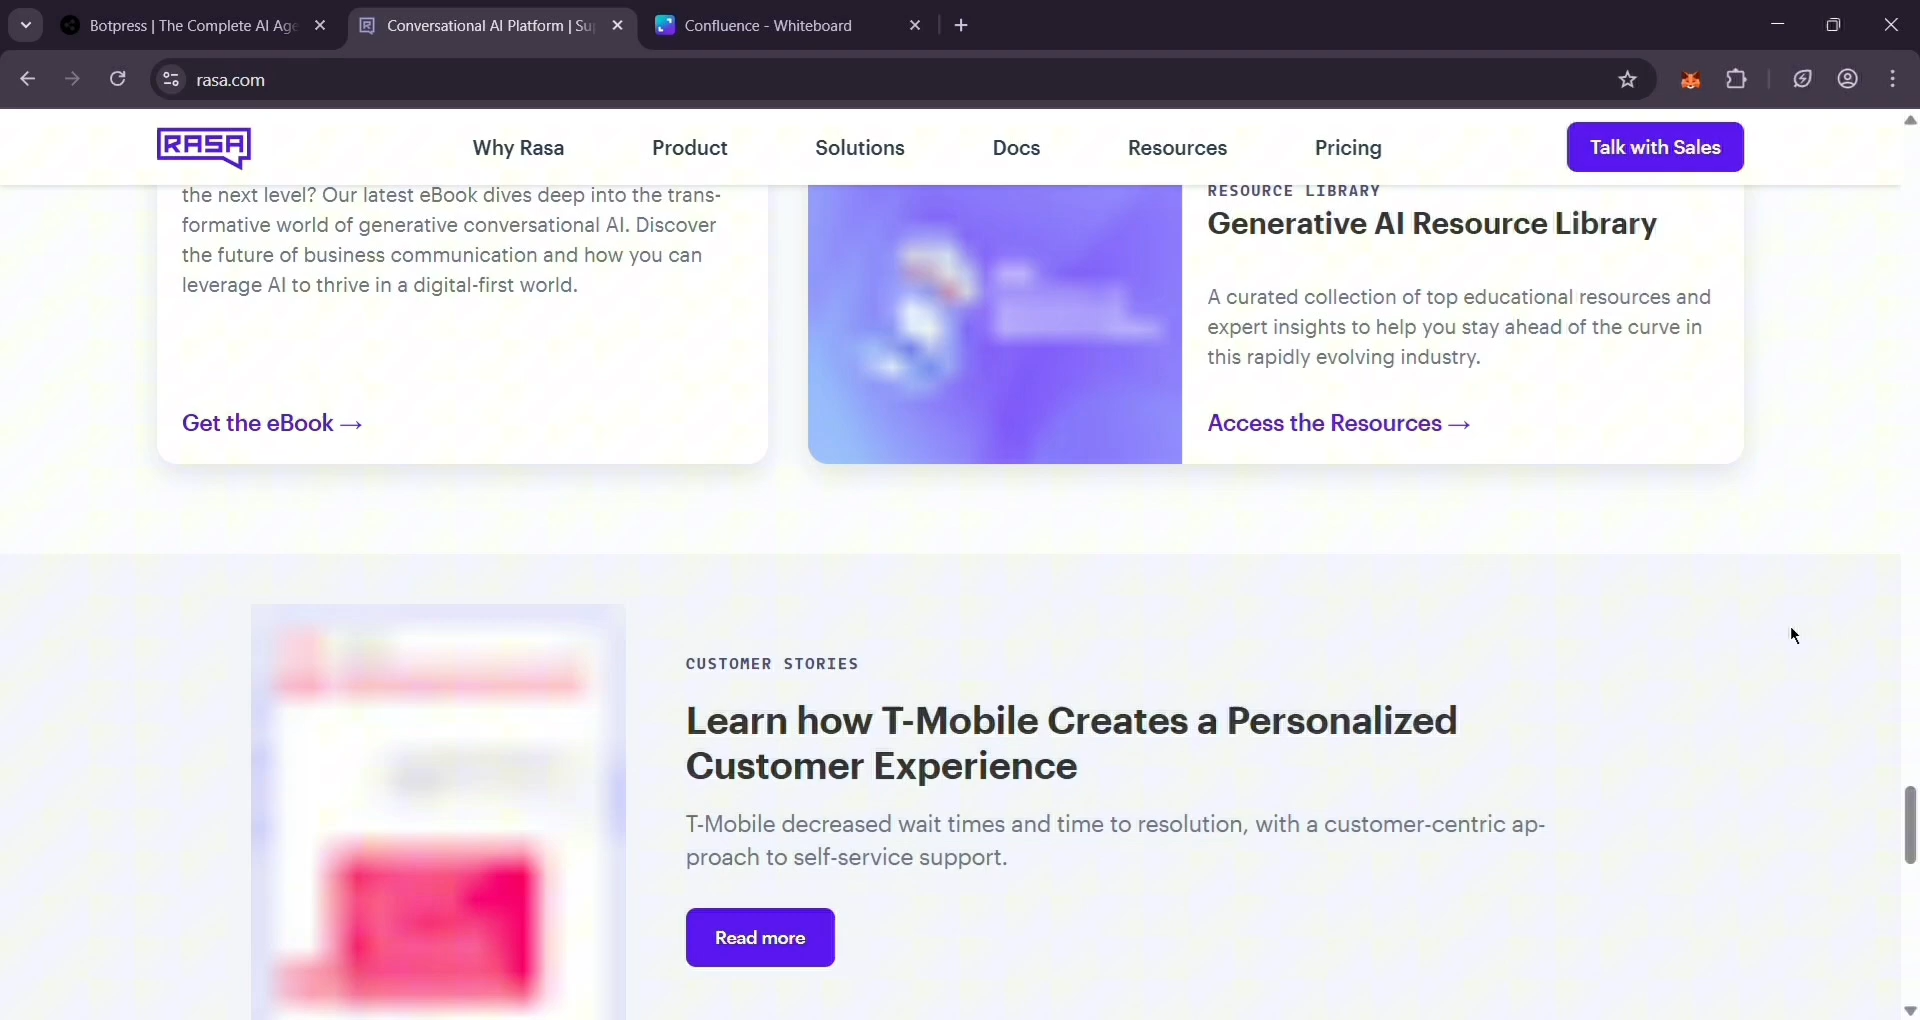 Botpress | The Complete AI Age
Conversational AI Platform | Su
Confluence - Whiteboard
rasa.com
RASA
Why Rasa
Product
Solutions
Docs
Resources
Pricing
Talk with Sales
the next level? Our latest eBook dives deep into the trans-
formative world of generative conversational AI. Discover
the future of business communication and how you can
leverage AI to thrive in a digital-first world.
Get the eBook →
RESOURCE LIBRARY
Generative AI Resource Library
A curated collection of top educational resources and
expert insights to help you stay ahead of the curve in
this rapidly evolving industry.
Access the Resources →
CUSTOMER STORIES
Learn how T-Mobile Creates a Personalized
Customer Experience
T-Mobile decreased wait times and time to resolution, with a customer-centric ap-
proach to self-service support.
Read more